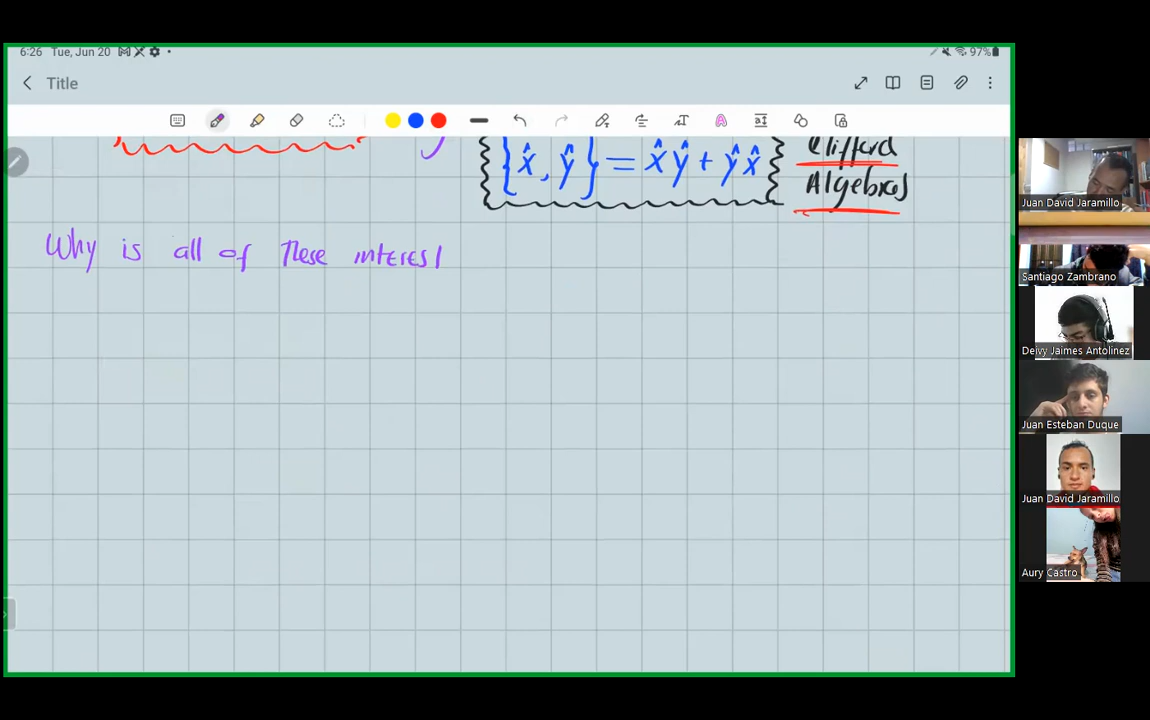 6:26 Tue, Jun 20
97%
Title
{x̂, ŷ} = x̂ŷ + ŷx̂
Clifford
Algebras
Why is all of These interest
Juan David Jaramillo
Santiago Zambrano
Deivy Jaimes Antolinez
Juan Esteban Duque
Juan David Jaramillo
Aury Castro